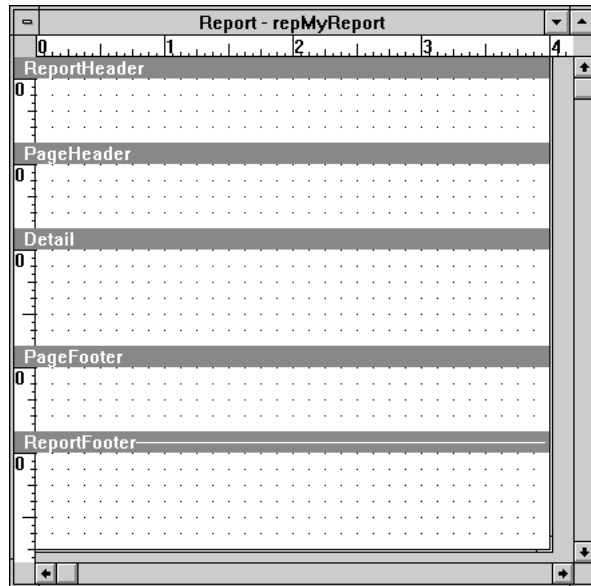 Report - repMyReport
0 1 2 3 4
ReportHeader
0
PageHeader
0
Detail
0
PageFooter
0
ReportFooter
0